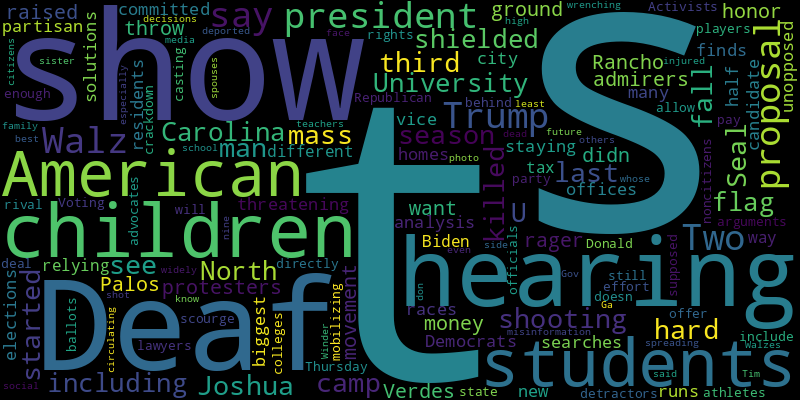 show
t
S
Deaf
hearing
students
American
children
raised
committed
decisions
partisan
throw
say
president
ground
wrenching
Activists
honor
high
players
citizens
sister
enough
solutions
casting
media
deported
face
rights
third
shielded
city
finds
Rancho
admirers
half
candidate
proposal
unopposed
University
Republican
behind
least
many
allow
fall
injured
pay
Walz
residents
crackdown
especially
spouses
Carolina
mass
season
vice
Trump
staying
didn
family
best
school
man
different
teachers
homes
photo
dead
future
others
tax
last
offices
whose
party
Seal
flag
noncitizens
arguments
rival
Voting
advocates
will
nine
threatening
analysis
want
killed
U
rager
officials
side
Donald
Two
way
supposed
deal
relying
see
North
directly
Biden
even
Gov
still
effort
doesn
elections
started
Palos
widely
protesters
movement
don
races
shooting
Ga
offer
hard
ballots
circulating
shot
know
scourge
biggest
colleges
mobilizing
Winder
money
Democrats
misinformation
searches
spreading
include
Walzes
lawyers
Thursday
social
including
Joshua
camp
Verdes
state
new
said
detractors
runs
Tim
athletes